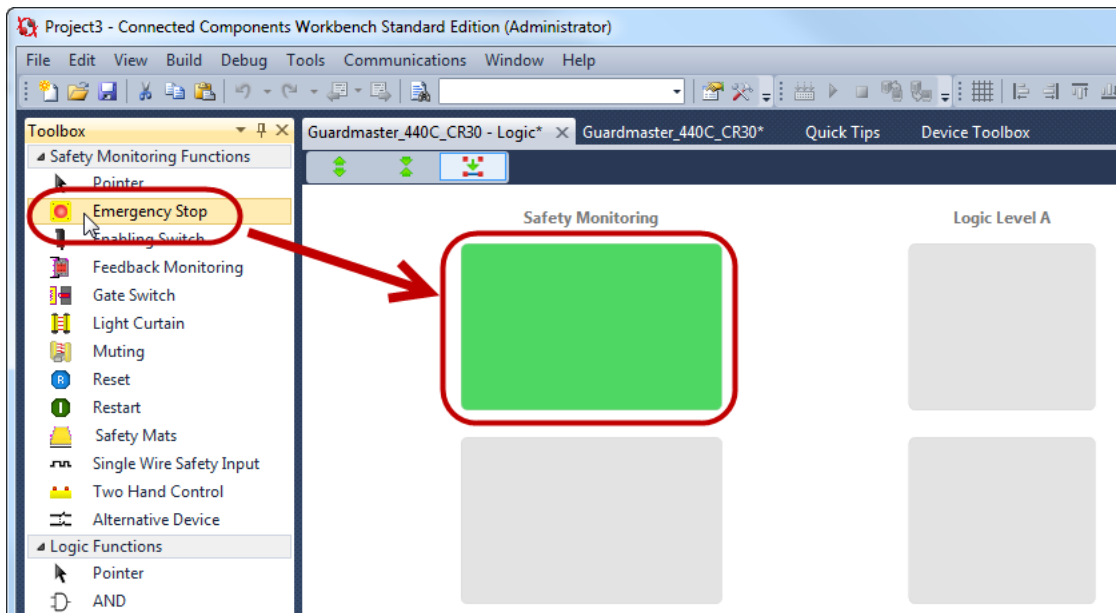 Project3 - Connected Components Workbench Standard Edition (Administrator)
File Edit View Build Debug Tools Communications Window Help
Toolbox
Guardmaster_440C_CR30 - Logic* Guardmaster_440C_CR30* Quick Tips Device Toolbox
Safety Monitoring Functions
Pointer
Emergency Stop
Enabling Switch
Feedback Monitoring
Gate Switch
Light Curtain
Muting
R Reset
Restart
Safety Mats
Single Wire Safety Input
Two Hand Control
Alternative Device
Logic Functions
Pointer
AND
Safety Monitoring Logic Level A